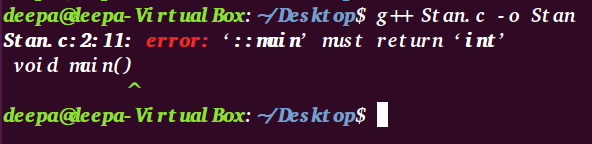 deepa@deepa-VirtualBox:~/Desktop$ g++ Stan.c -o Stan
Stan.c:2:11: error: ‘::main’ must return ‘int’
 void main()
           ^
deepa@deepa-VirtualBox:~/Desktop$